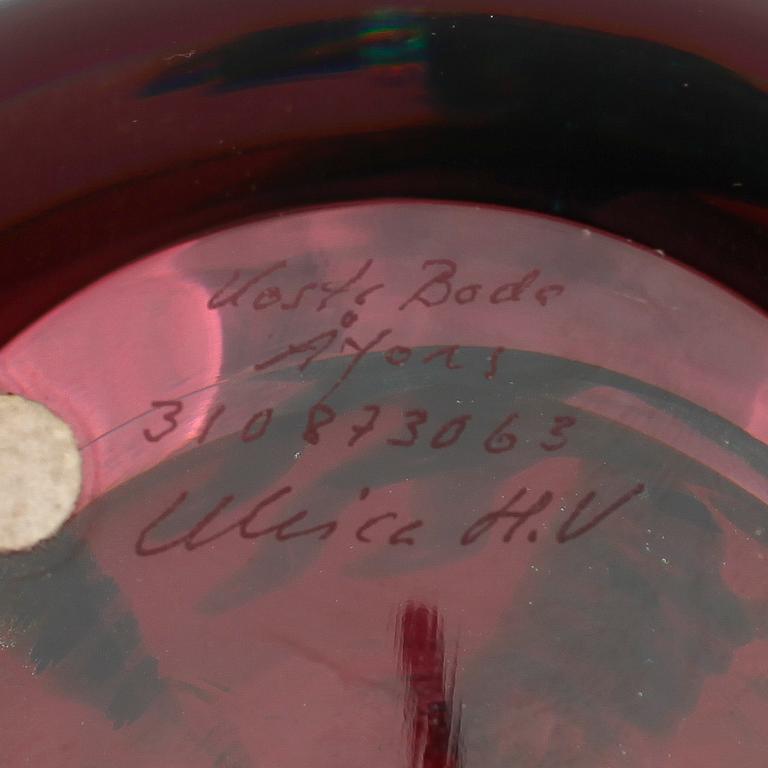 Kosta Boda
Åfors
310873063
Ulrica H.V